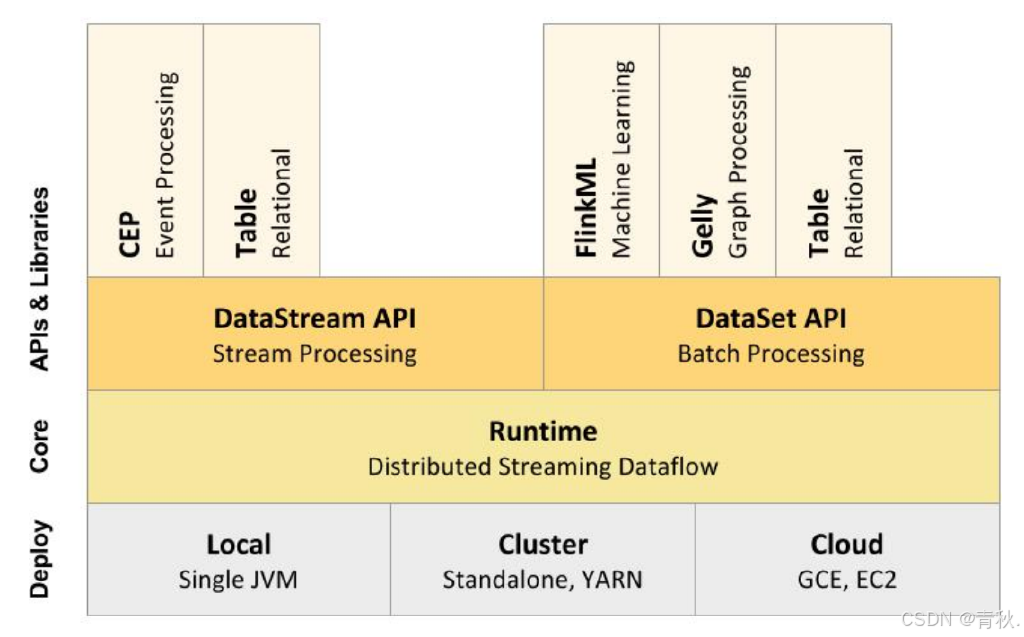 CEP
Event Processing
Table
Relational
FlinkML
Machine Learning
Gelly
Graph Processing
Table
Relational
APIs & Libraries
DataStream API
Stream Processing
DataSet API
Batch Processing
Core
Runtime
Distributed Streaming Dataflow
Deploy
Local
Single JVM
Cluster
Standalone, YARN
Cloud
GCE, EC2
CSDN @青秋.